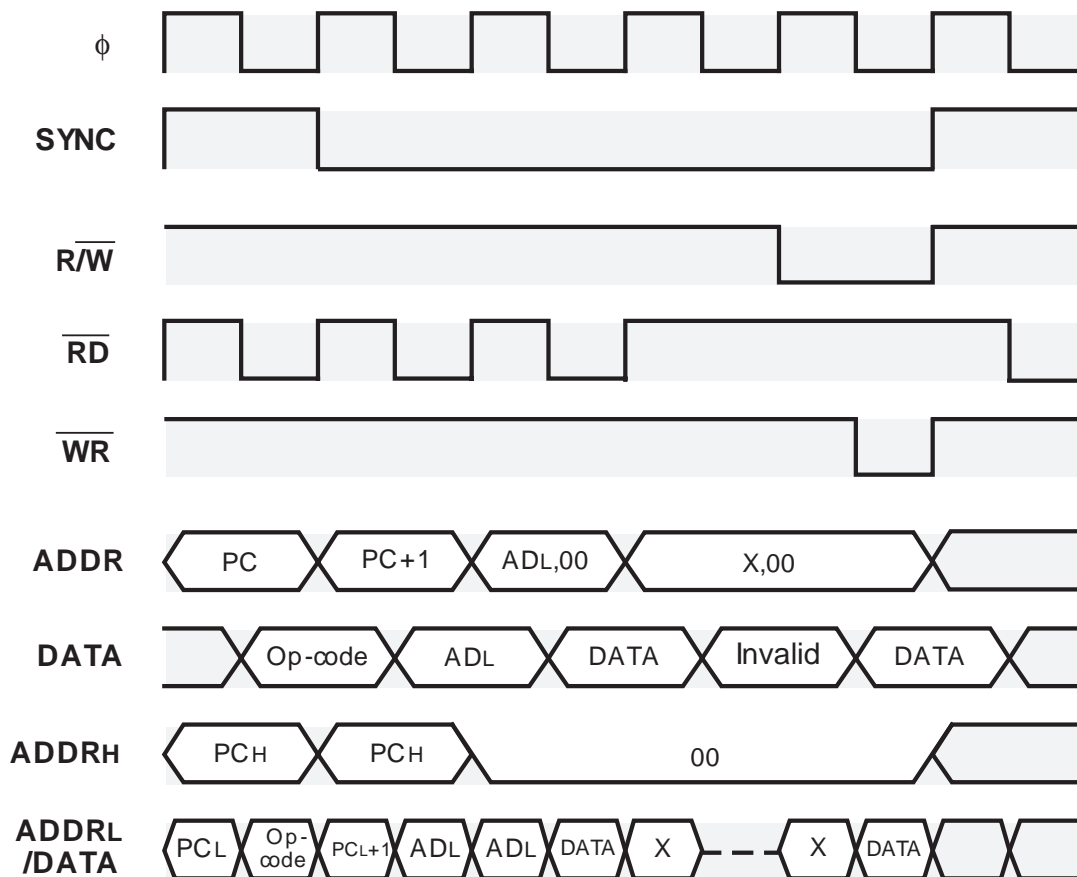 ϕ
SYNC
R/W
RD
WR
ADDR PC PC+1 ADL,00 X,00
DATA Op-code ADL DATA Invalid DATA
ADDRH PCH PCH 00
ADDRL
/DATA PCL Op-
code PCL+1 ADL ADL DATA X X DATA